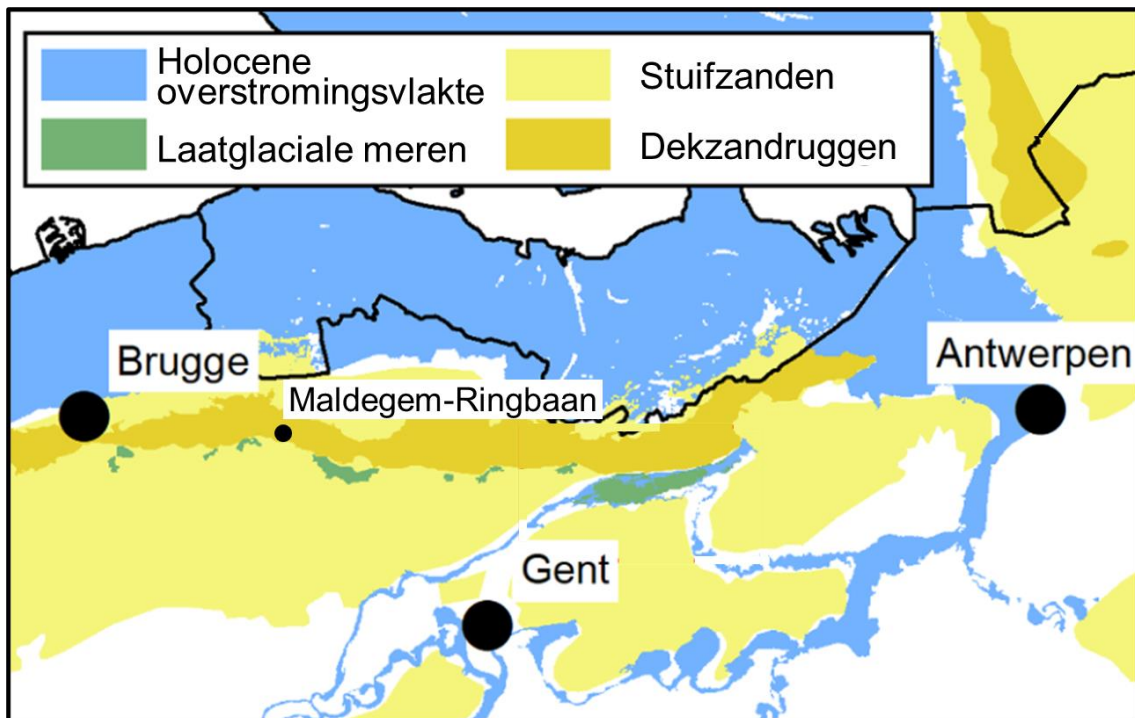 Holocene
overstromingsvlakte
Stuifzanden
Laatglaciale meren
Dekzandruggen
Brugge
Antwerpen
Maldegem-Ringbaan
Gent